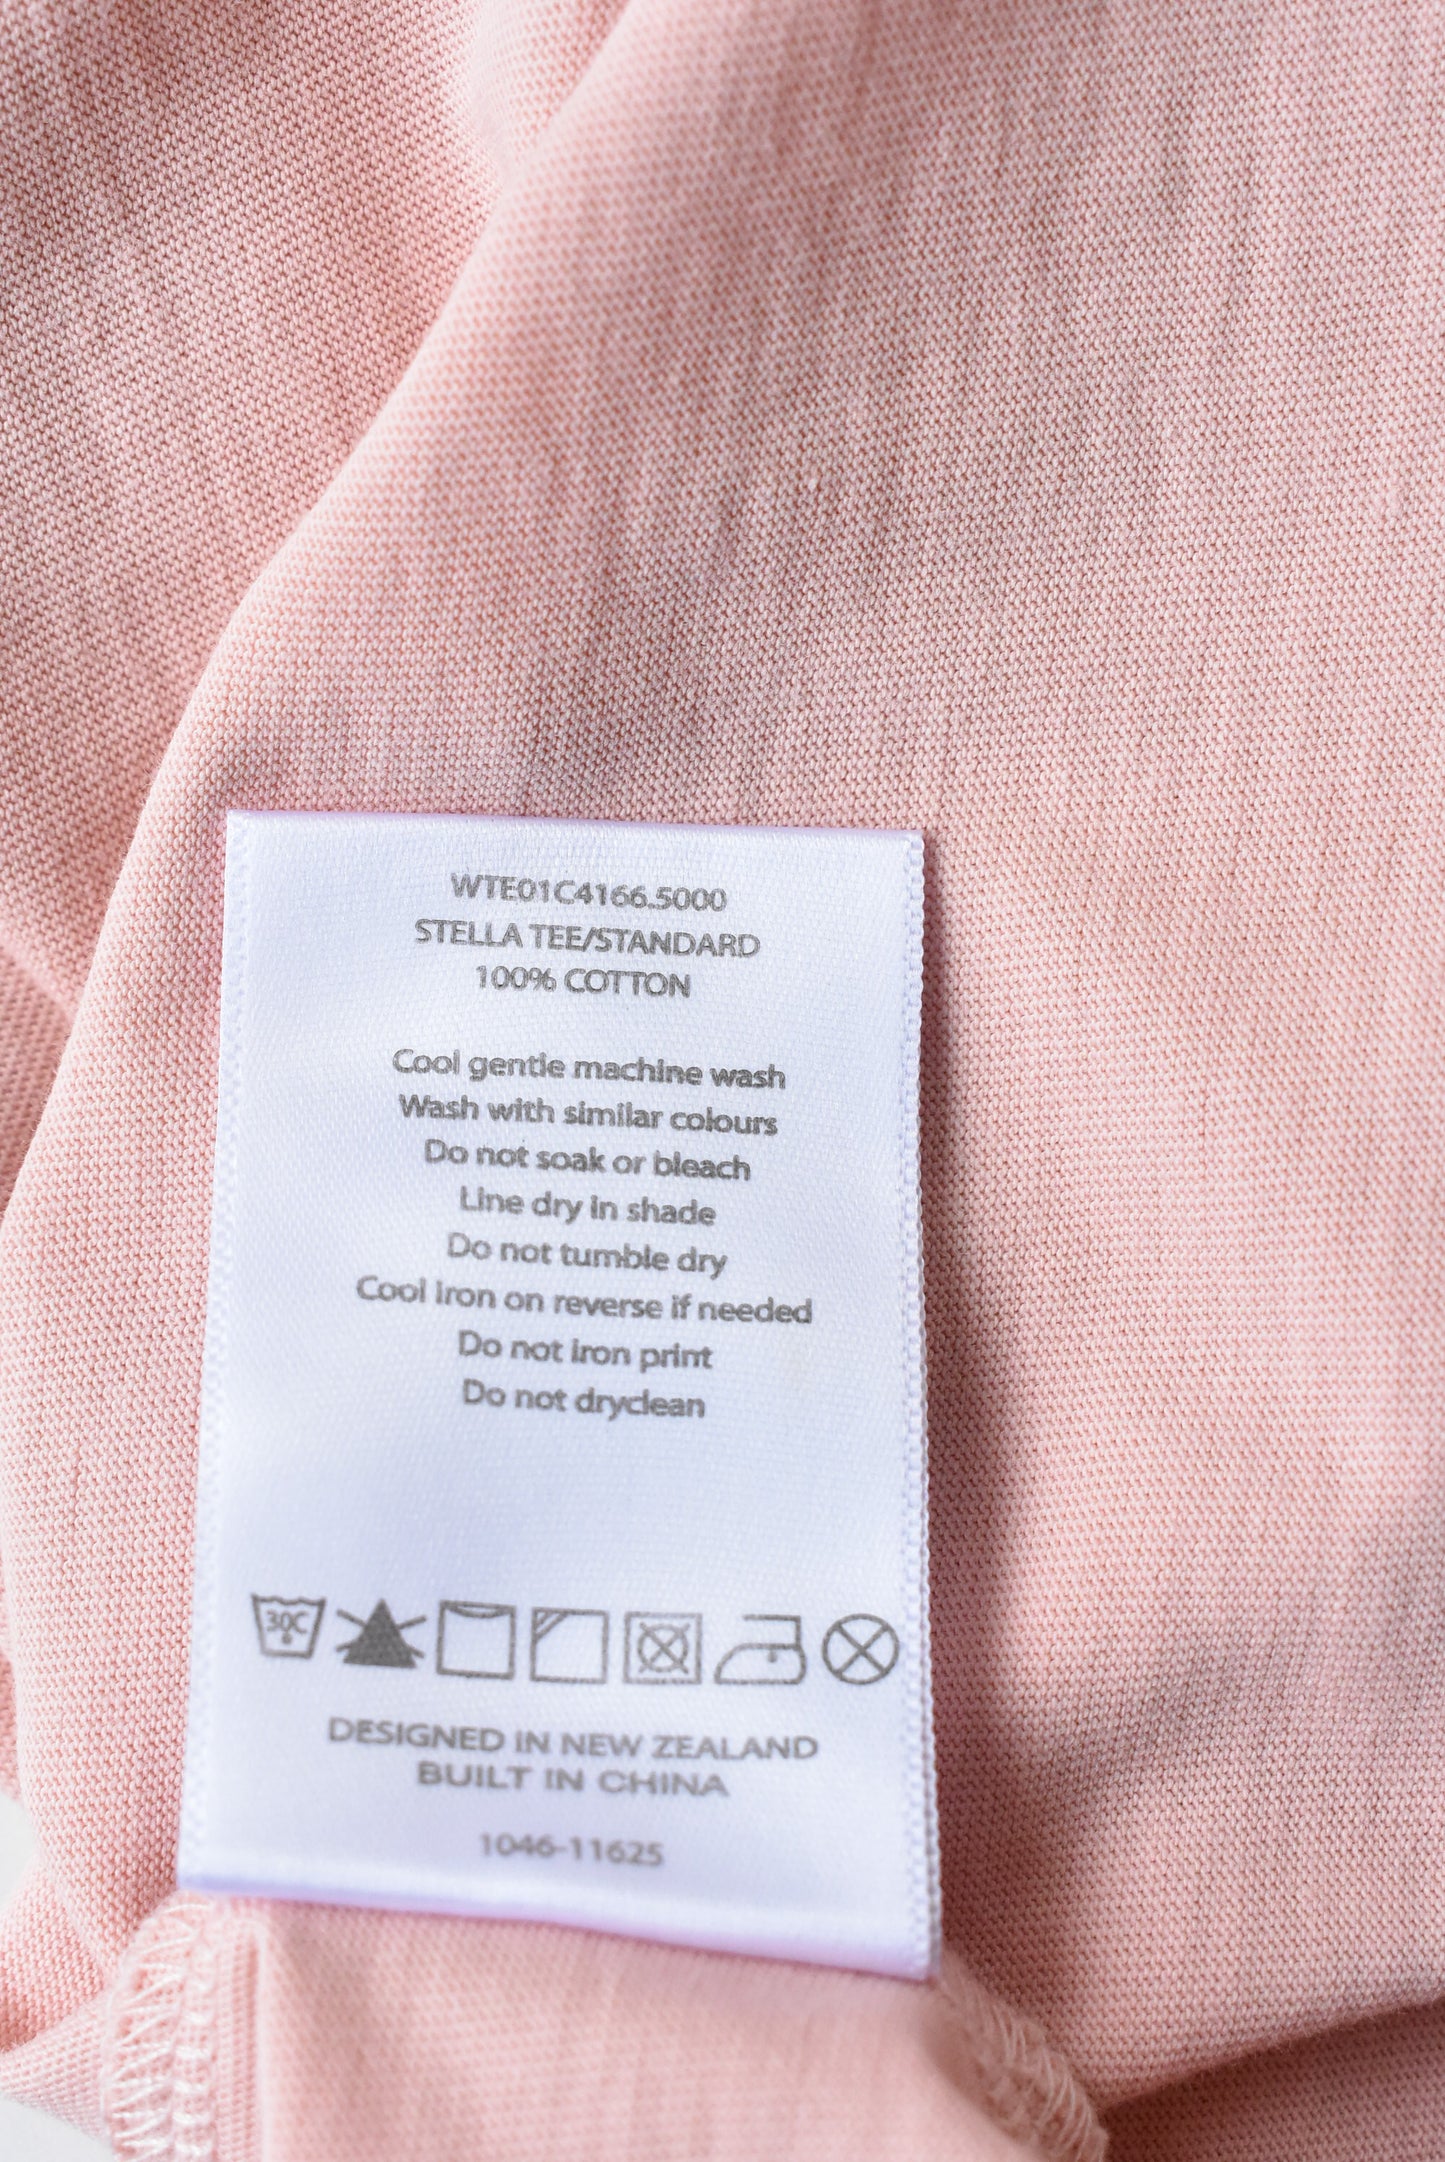 WTE01C4166.5000
STELLA TEE/STANDARD
100% COTTON
Cool gentle machine wash
Wash with similar colours
Do not soak or bleach
Line dry in shade
Do not tumble dry
Cool iron on reverse if needed
Do not iron print
Do not dryclean
30C
DESIGNED IN NEW ZEALAND
BUILT IN CHINA
1046-11625